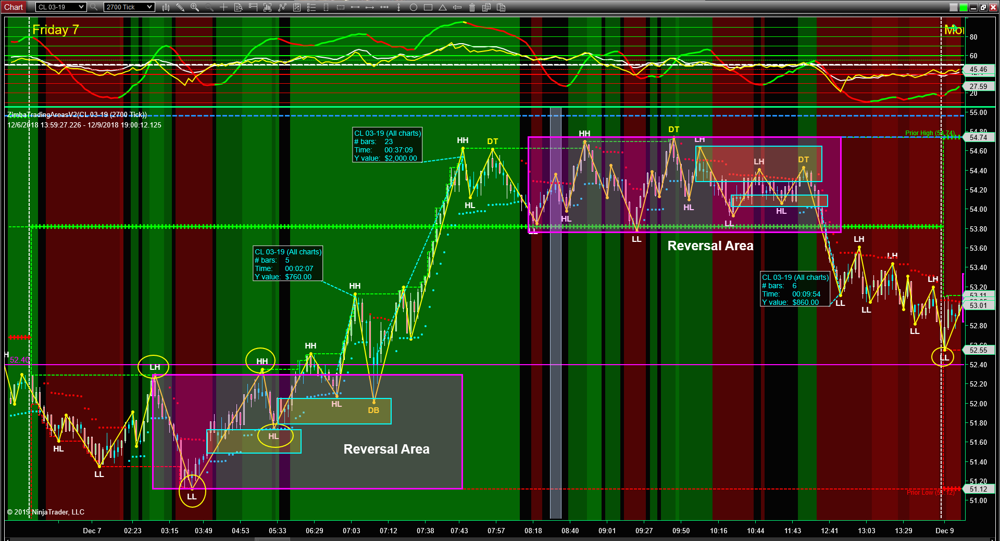 Chart
CL 03-19
2700 Tick
Friday 7
Mo
80
60
45.46
27.59
20
ZimbaTradingAreasV2(CL 03-19 (2700 Tick))
12/6/2018 13:59:27.226 - 12/9/2018 19:00:12.125
55.00
54.80
Prior High (54.74)
54.74
54.60
54.40
54.20
54.00
53.80
53.60
53.40
53.20
53.11
53.01
52.80
52.60
52.55
52.40
52.20
52.00
51.80
51.60
51.40
51.20
51.12
51.00
CL 03-19 (All charts)
# bars: 23
Time: 00:37:09
Y value: $2,000.00
HH
DT
HL
HH
DT
LH
LH
DT
HL
HL
HL
LL
LL
LL
Reversal Area
CL 03-19 (All charts)
# bars: 5
Time: 00:02:07
Y value: $760.00
CL 03-19 (All charts)
# bars: 6
Time: 00:09:54
Y value: $860.00
LH
LH
LH
LL
LL
LL
LL
HH
HH
HH
LH
H
52.40
HL
DB
HL
HL
LL
LL
Reversal Area
Prior Low (51.12)
© 2019 NinjaTrader, LLC
Dec 7
02:23
03:15
03:49
04:53
05:33
06:29
07:03
07:12
07:38
07:43
07:57
08:18
08:40
09:01
09:27
09:50
10:16
10:44
11:43
12:41
13:03
13:29
Dec 9